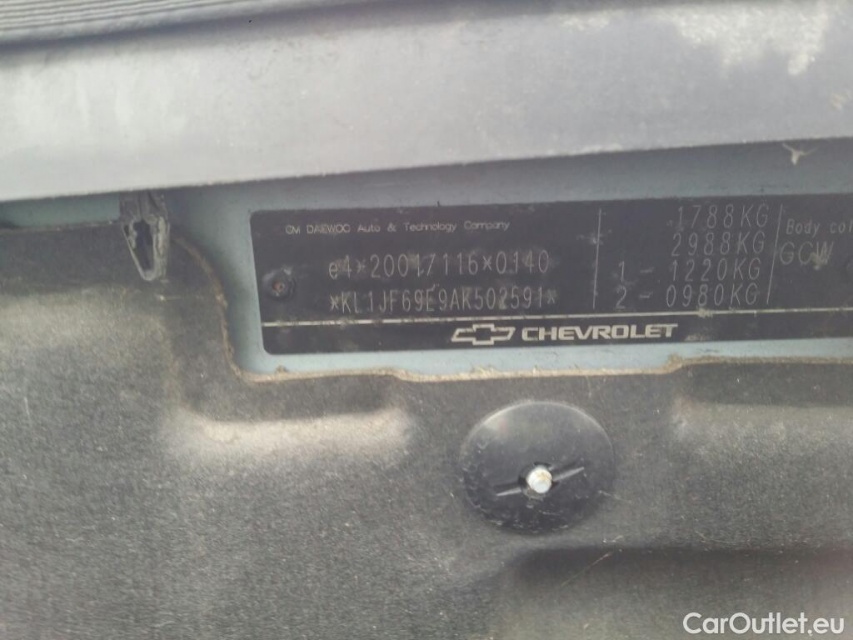 GM DAEWOO Auto & Technology Company
e4*2001/116*0140
*KL1JF69E9AK502591*
1788KG
2988KG
1 - 1220KG
2 - 0980KG
Body col
GCW
CHEVROLET
CarOutlet.eu